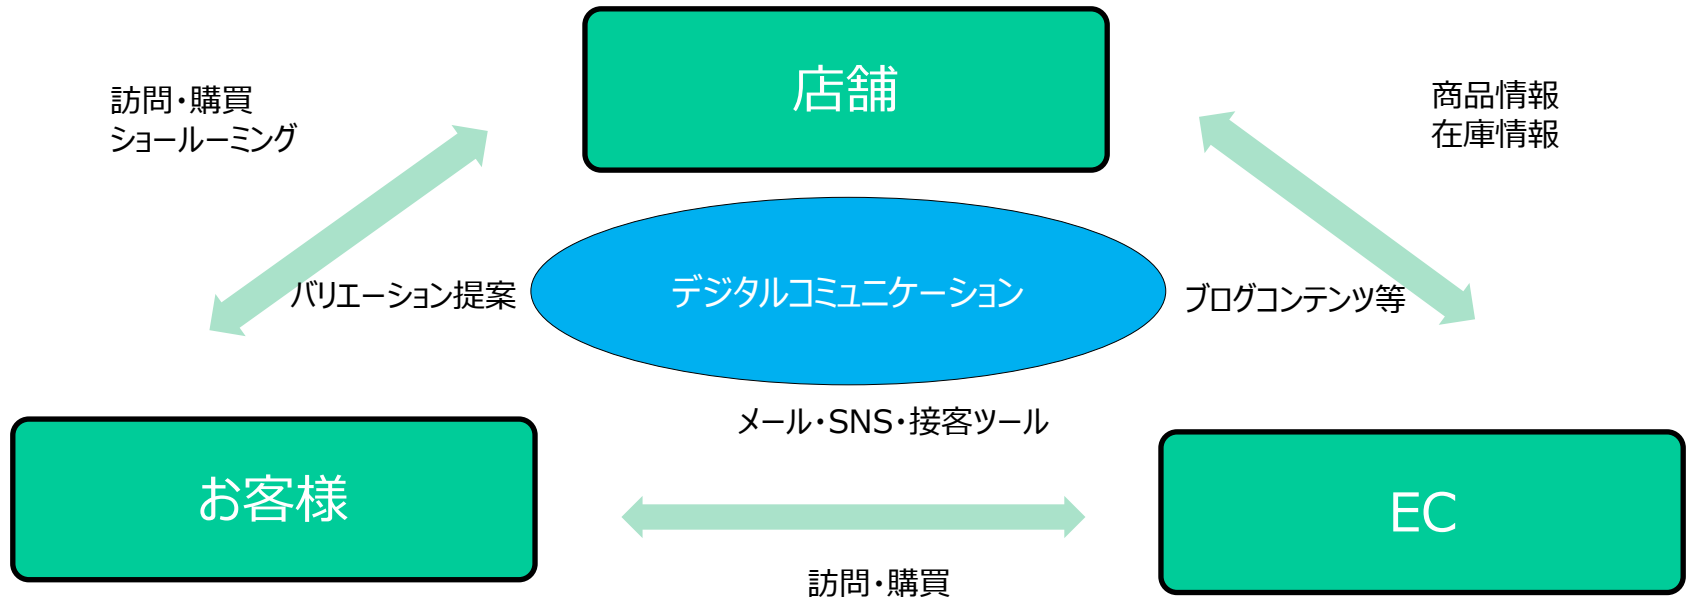 店舗
訪問・購買
ショールーミング
商品情報
在庫情報
バリエーション提案
デジタルコミュニケーション
ブログコンテンツ等
メール・SNS・接客ツール
お客様
EC
訪問・購買